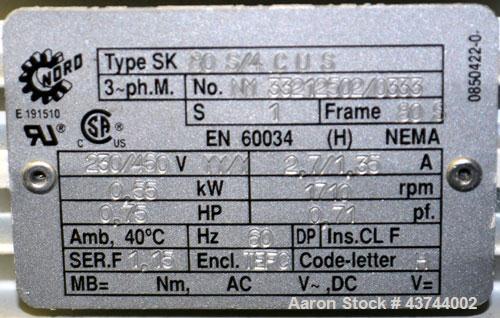 NORD
Type SK 80 S/4 C U S
3~ph.M. No. NM 33212502/0333
E 191510
S 1 Frame 80 S
C US
EN 60034 (H) NEMA
230/460 V YY/Y 2,7/1,35 A
0,55 kW 1710 rpm
0,75 HP 0,71 pf.
Amb, 40°C Hz 60 DP Ins.CL F
SER.F 1,15 Encl. TEFC Code-letter H
MB= Nm, AC V~,DC V=
0850422-0
Aaron Stock # 43744002